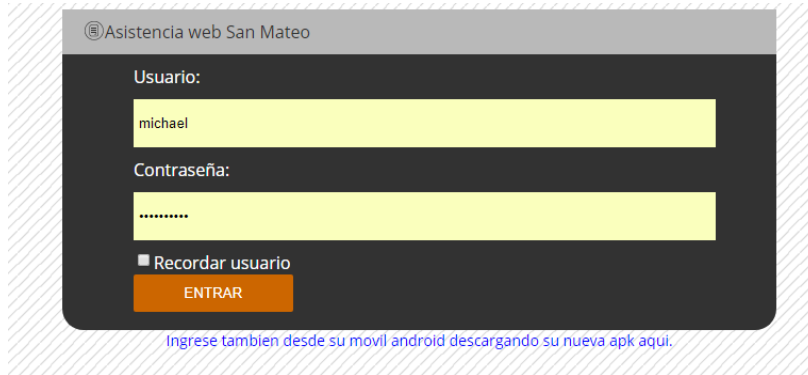 Asistencia web San Mateo
Usuario:
michael
Contraseña:
••••••••••
Recordar usuario
ENTRAR
Ingrese tambien desde su movil android descargando su nueva apk aqui.